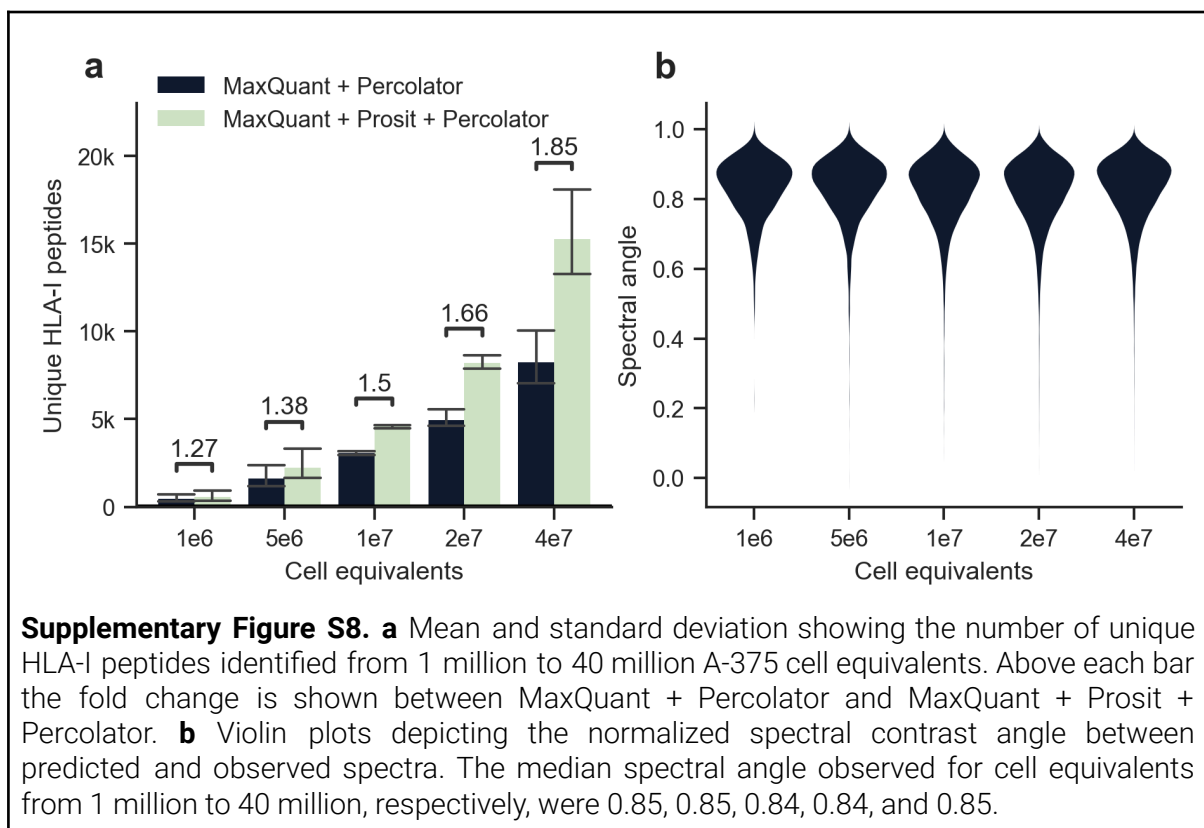 a
MaxQuant + Percolator
MaxQuant + Prosit + Percolator
Unique HLA-I peptides
20k
15k
10k
5k
0
1.27
1.38
1.5
1.66
1.85
1e6
5e6
1e7
2e7
4e7
Cell equivalents
b
Spectral angle
1.0
0.8
0.6
0.4
0.2
0.0
1e6
5e6
1e7
2e7
4e7
Cell equivalents
Supplementary Figure S8. a Mean and standard deviation showing the number of unique
HLA-I peptides identified from 1 million to 40 million A-375 cell equivalents. Above each bar
the fold change is shown between MaxQuant + Percolator and MaxQuant + Prosit +
Percolator. b Violin plots depicting the normalized spectral contrast angle between
predicted and observed spectra. The median spectral angle observed for cell equivalents
from 1 million to 40 million, respectively, were 0.85, 0.85, 0.84, 0.84, and 0.85.